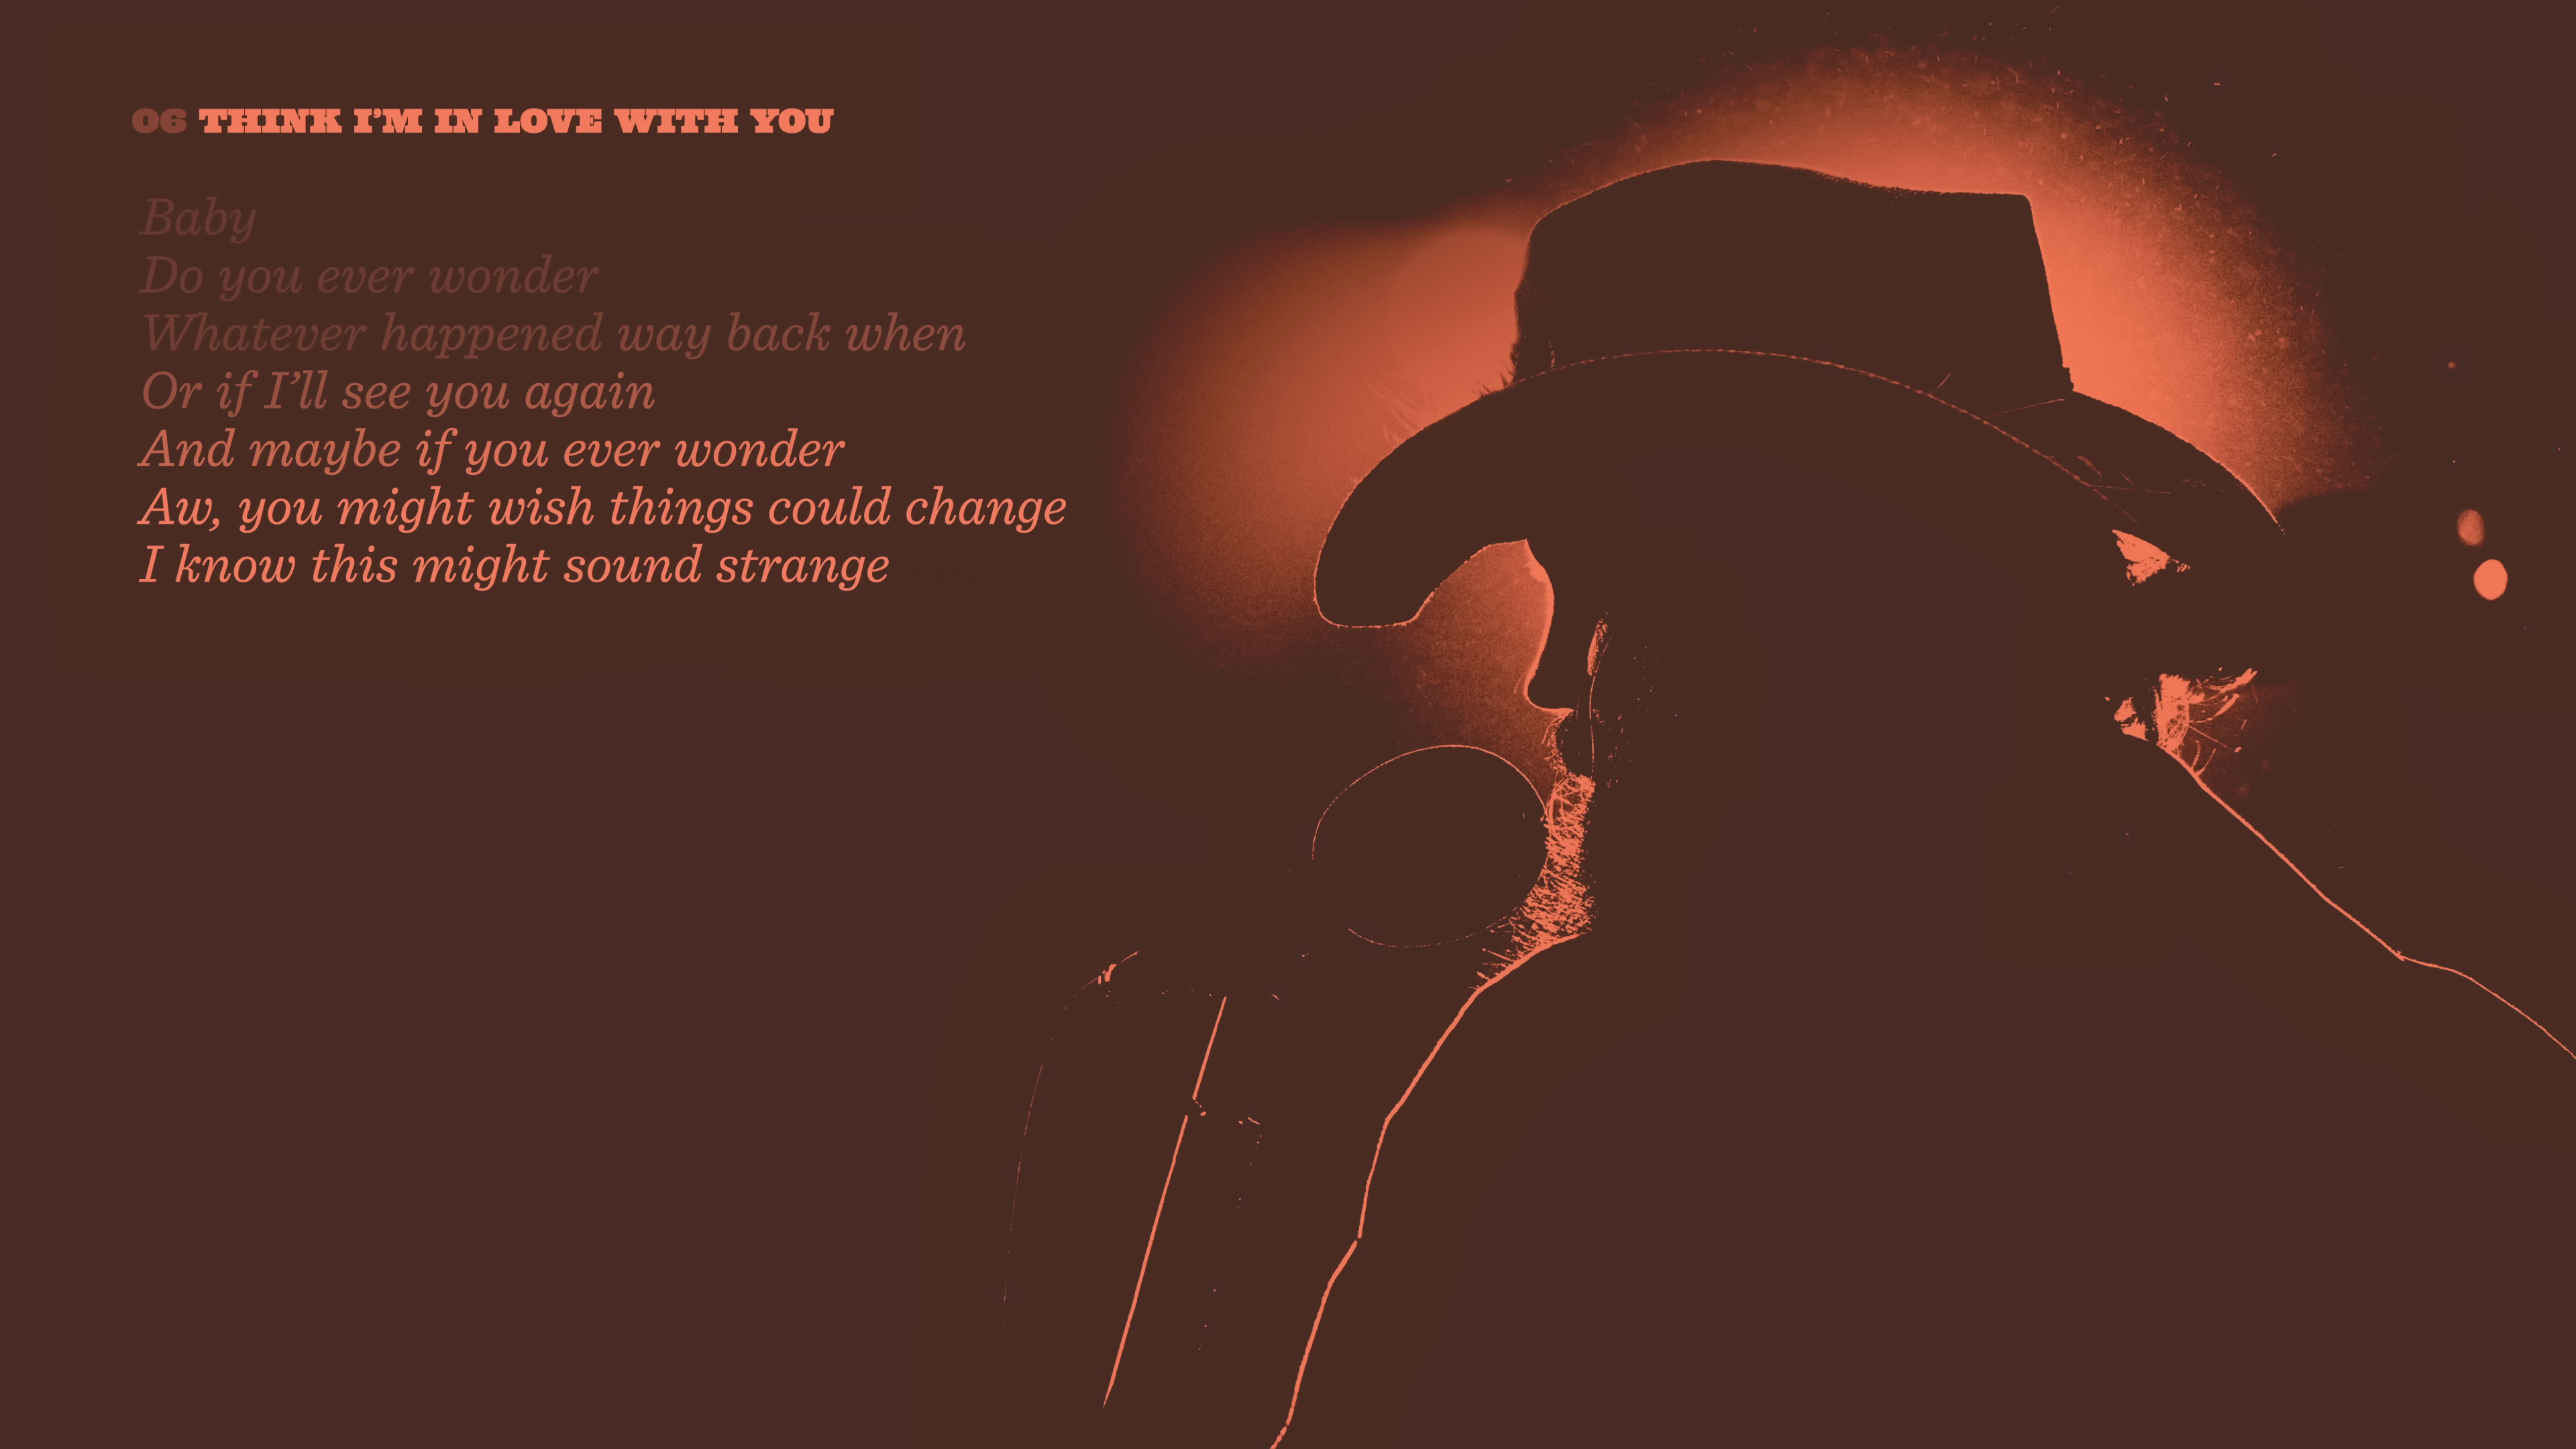 06 THINK I'M IN LOVE WITH YOU
Baby
Do you ever wonder
Whatever happened way back when
Or if I'll see you again
And maybe if you ever wonder
Aw, you might wish things could change
I know this might sound strange